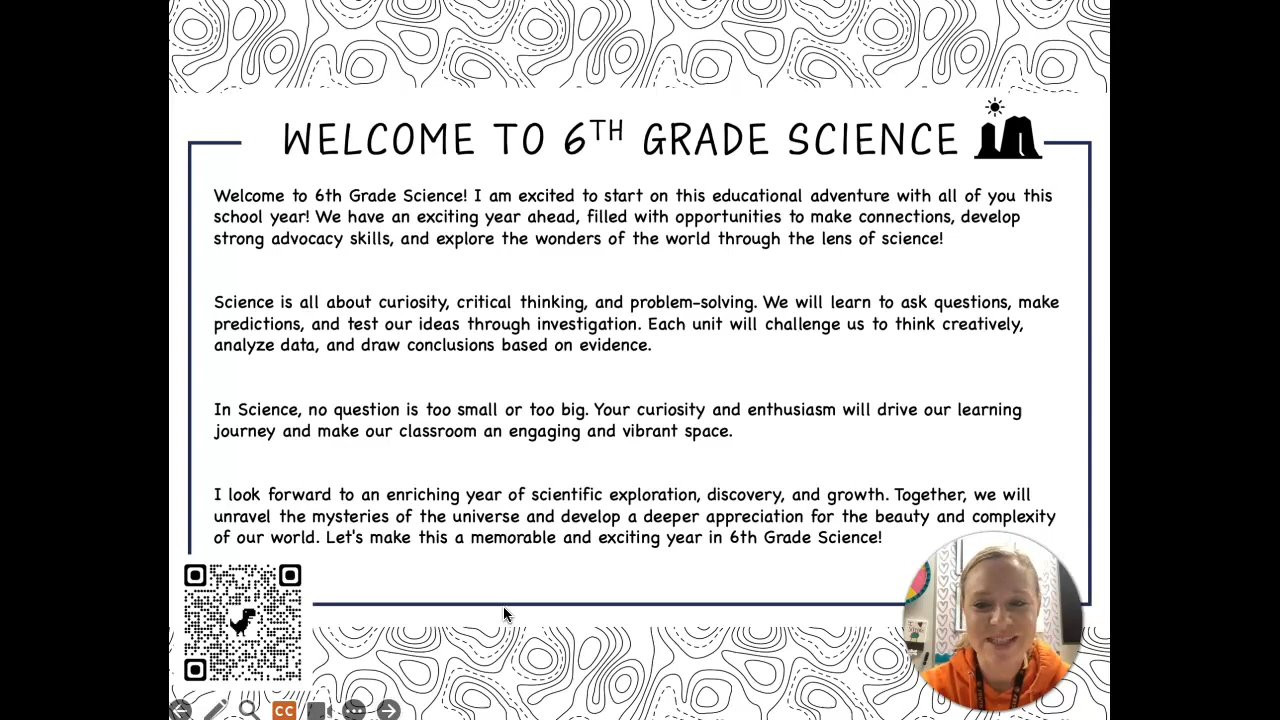 WELCOME TO 6TH GRADE SCIENCE
Welcome to 6th Grade Science! I am excited to start on this educational adventure with all of you this
school year! We have an exciting year ahead, filled with opportunities to make connections, develop
strong advocacy skills, and explore the wonders of the world through the lens of science!
Science is all about curiosity, critical thinking, and problem-solving. We will learn to ask questions, make
predictions, and test our ideas through investigation. Each unit will challenge us to think creatively,
analyze data, and draw conclusions based on evidence.
In Science, no question is too small or too big. Your curiosity and enthusiasm will drive our learning
journey and make our classroom an engaging and vibrant space.
I look forward to an enriching year of scientific exploration, discovery, and growth. Together, we will
unravel the mysteries of the universe and develop a deeper appreciation for the beauty and complexity
of our world. Let's make this a memorable and exciting year in 6th Grade Science!
CC